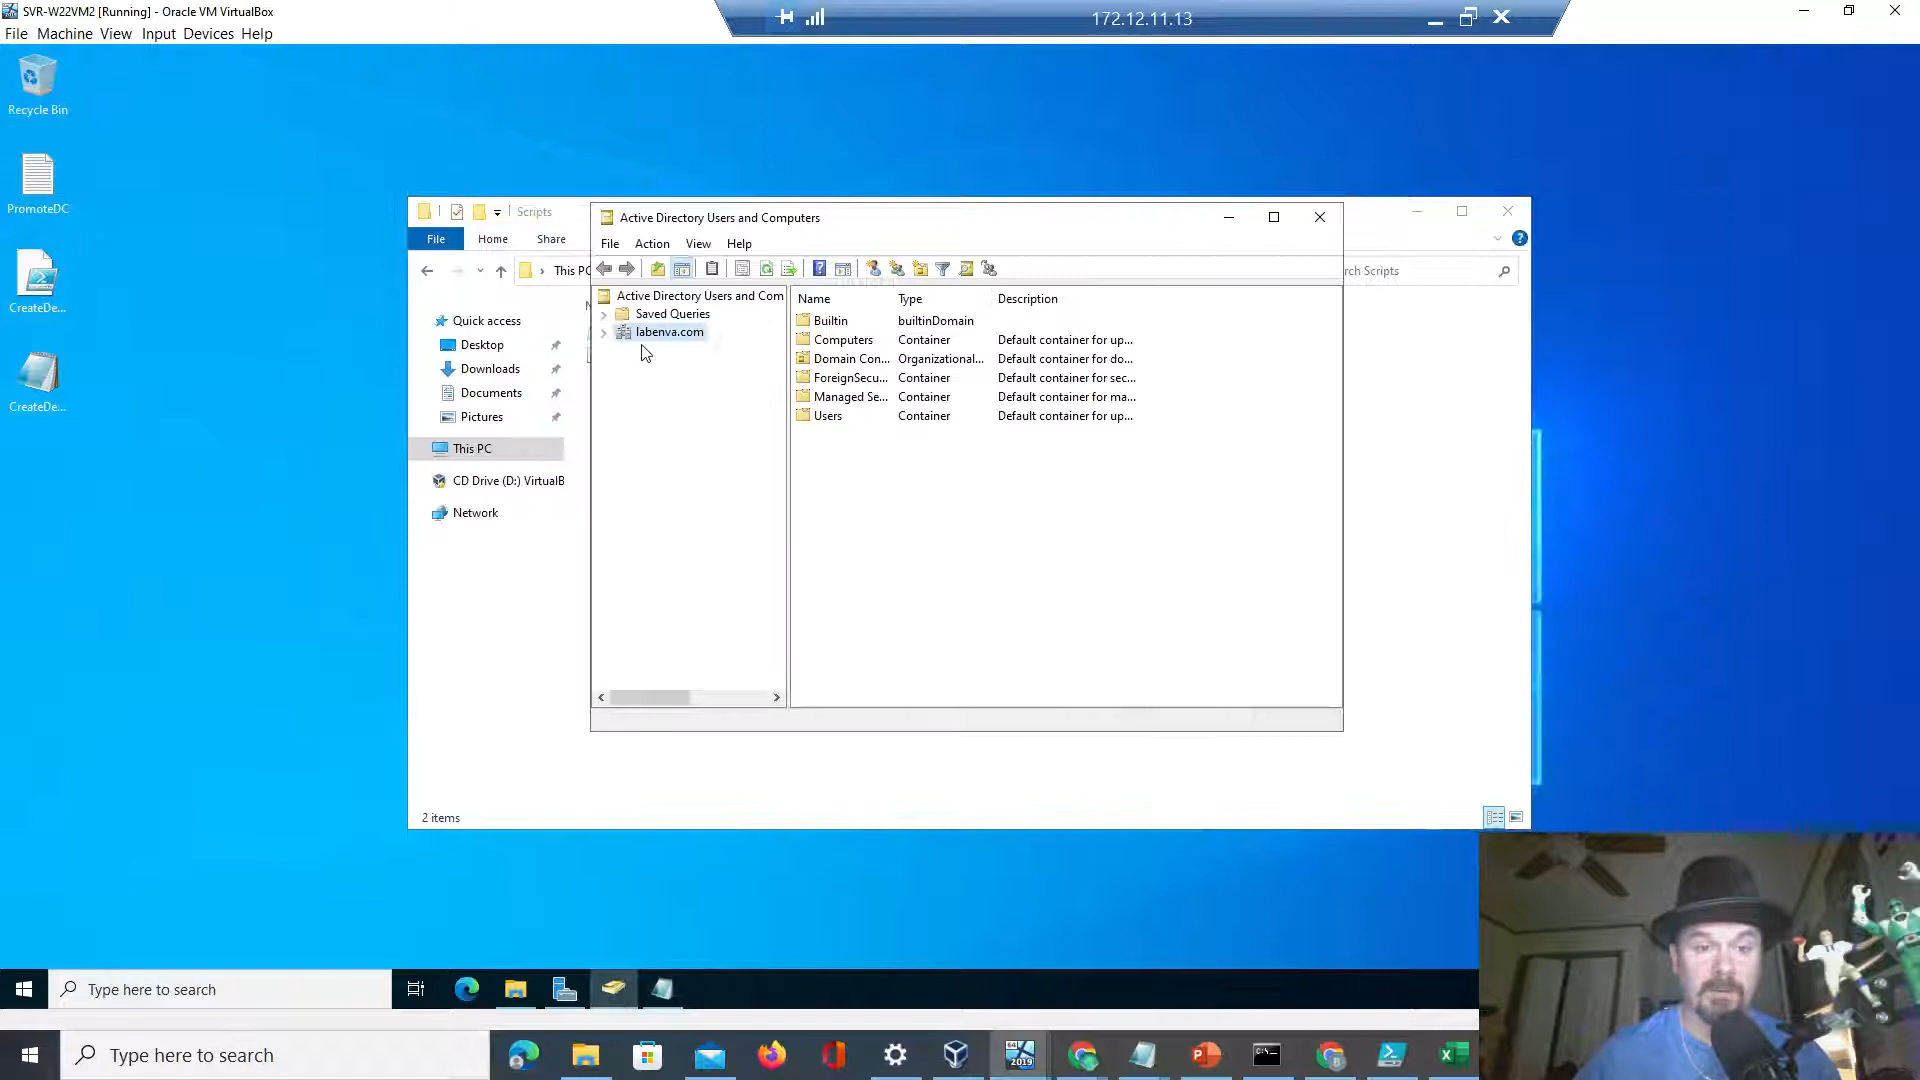 SVR-W22VM2 [Running] - Oracle VM VirtualBox
172.12.11.13
File Machine View Input Devices Help
Recycle Bin
PromoteDC
CreateDe...
CreateDe...
Scripts
File Home Share
This PC
Quick access
Desktop
Downloads
Documents
Pictures
This PC
CD Drive (D:) VirtualB
Network
2 items
rch Scripts
Active Directory Users and Computers
File Action View Help
Active Directory Users and Com
Saved Queries
labenva.com
Name Type Description
Builtin builtinDomain
Computers Container Default container for up...
Domain Con... Organizational... Default container for do...
ForeignSecu... Container Default container for sec...
Managed Se... Container Default container for ma...
Users Container Default container for up...
Type here to search
Type here to search
64
2019